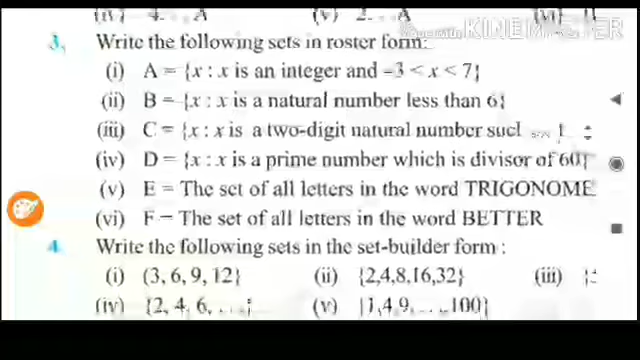 3. Write the following sets in roster form:
(i) A = {x : x is an integer and –3 < x < 7}
(ii) B = {x : x is a natural number less than 6}
(iii) C = {x : x is a two-digit natural number such
(iv) D = {x : x is a prime number which is divisor of 60}
(v) E = The set of all letters in the word TRIGONOME
(vi) F = The set of all letters in the word BETTER
4. Write the following sets in the set-builder form :
(i) (3, 6, 9, 12} (ii) {2,4,8,16,32} (iii) {
(iv) {2, 4, 6, . . .} (v) {1,4,9, . . ., 100}
KINEMASTER